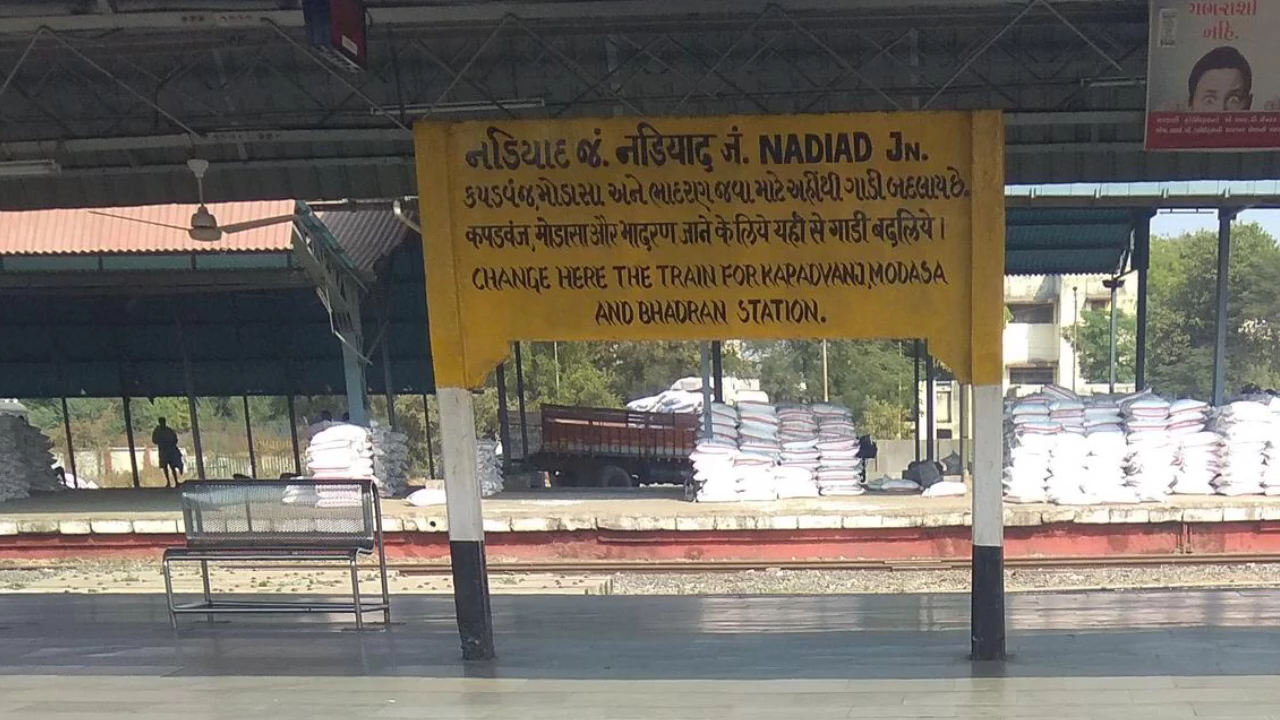 ગભરાશો
નહિ.
નડિયાદ જં. नडियाद जं. NADIAD JN.
કપડવંજ,મોડાસા અને ભાદરણ જવા માટે અહીંથી ગાડી બદલાય છે.
कपडवंज,मोडासा और भादरण जाने के लिये यहाँ से गाडी बदलिये।
CHANGE HERE THE TRAIN FOR KAPADVANJ,MODASA
AND BHADRAN STATION.